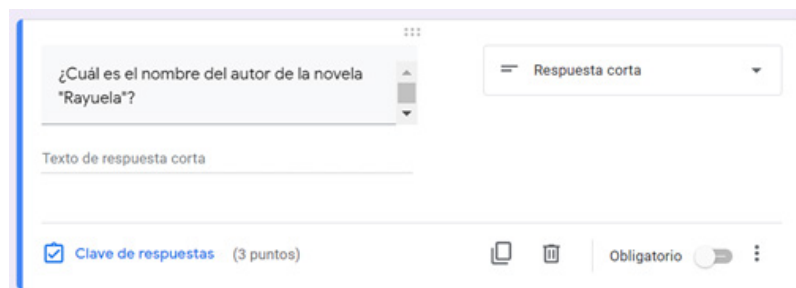 ¿Cuál es el nombre del autor de la novela
"Rayuela"?
Respuesta corta
Texto de respuesta corta
Clave de respuestas (3 puntos)
Obligatorio